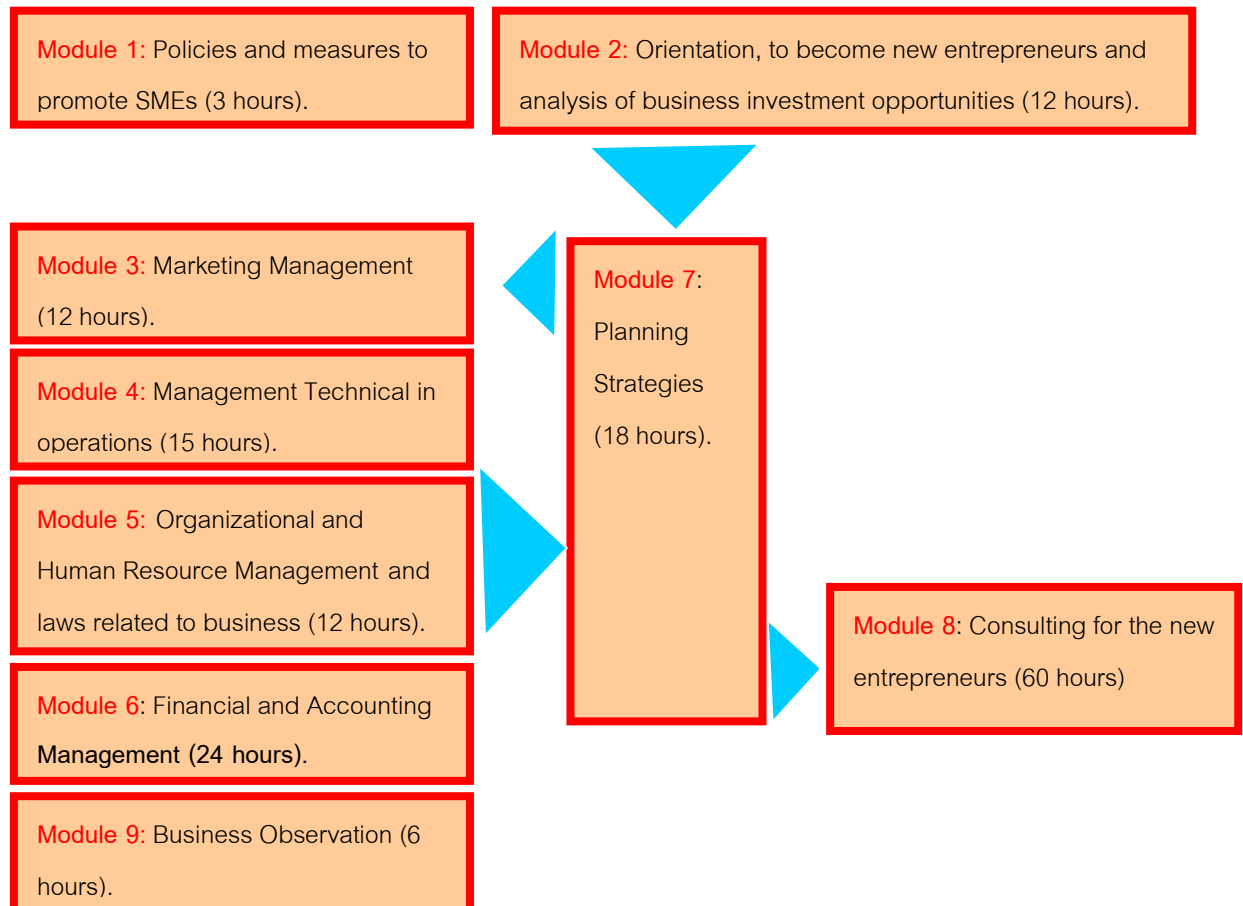 Module 1: Policies and measures to
promote SMEs (3 hours).
Module 2: Orientation, to become new entrepreneurs and
analysis of business investment opportunities (12 hours).
Module 3: Marketing Management
(12 hours).
Module 4: Management Technical in
operations (15 hours).
Module 5: Organizational and
Human Resource Management and
laws related to business (12 hours).
Module 6: Financial and Accounting
Management (24 hours).
Module 9: Business Observation (6
hours).
Module 7:
Planning
Strategies
(18 hours).
Module 8: Consulting for the new
entrepreneurs (60 hours)